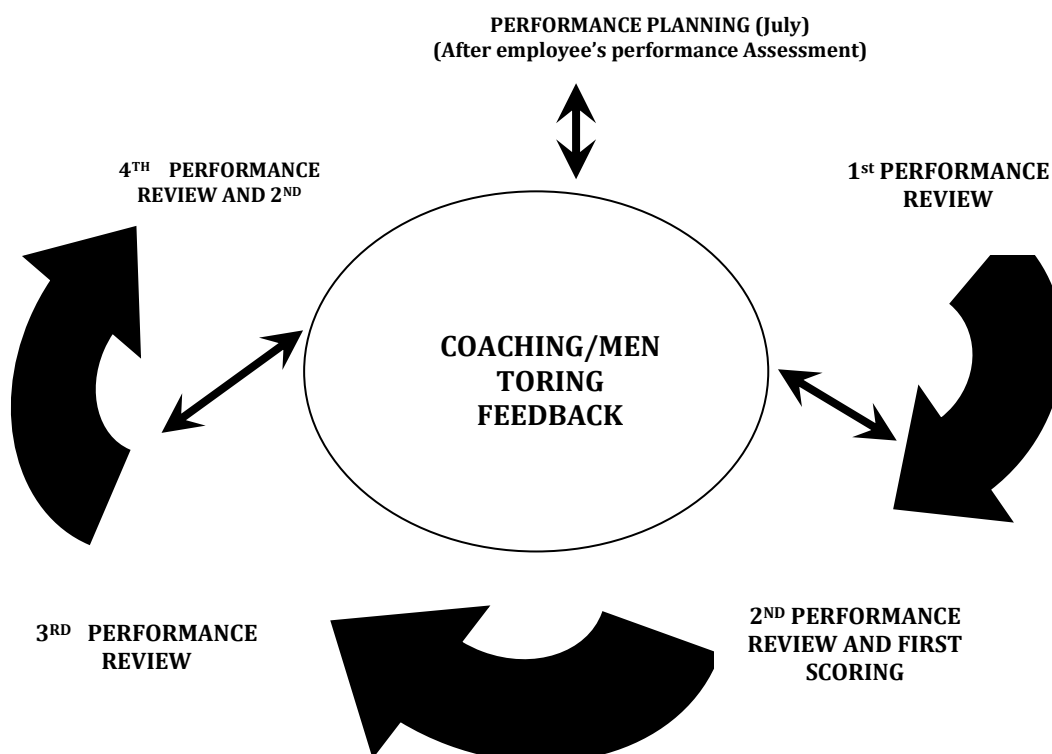 PERFORMANCE PLANNING (July)
(After employee’s performance Assessment)
4TH PERFORMANCE
REVIEW AND 2ND
1st PERFORMANCE
REVIEW
COACHING/MEN
TORING
FEEDBACK
3RD PERFORMANCE
REVIEW
2ND PERFORMANCE
REVIEW AND FIRST
SCORING